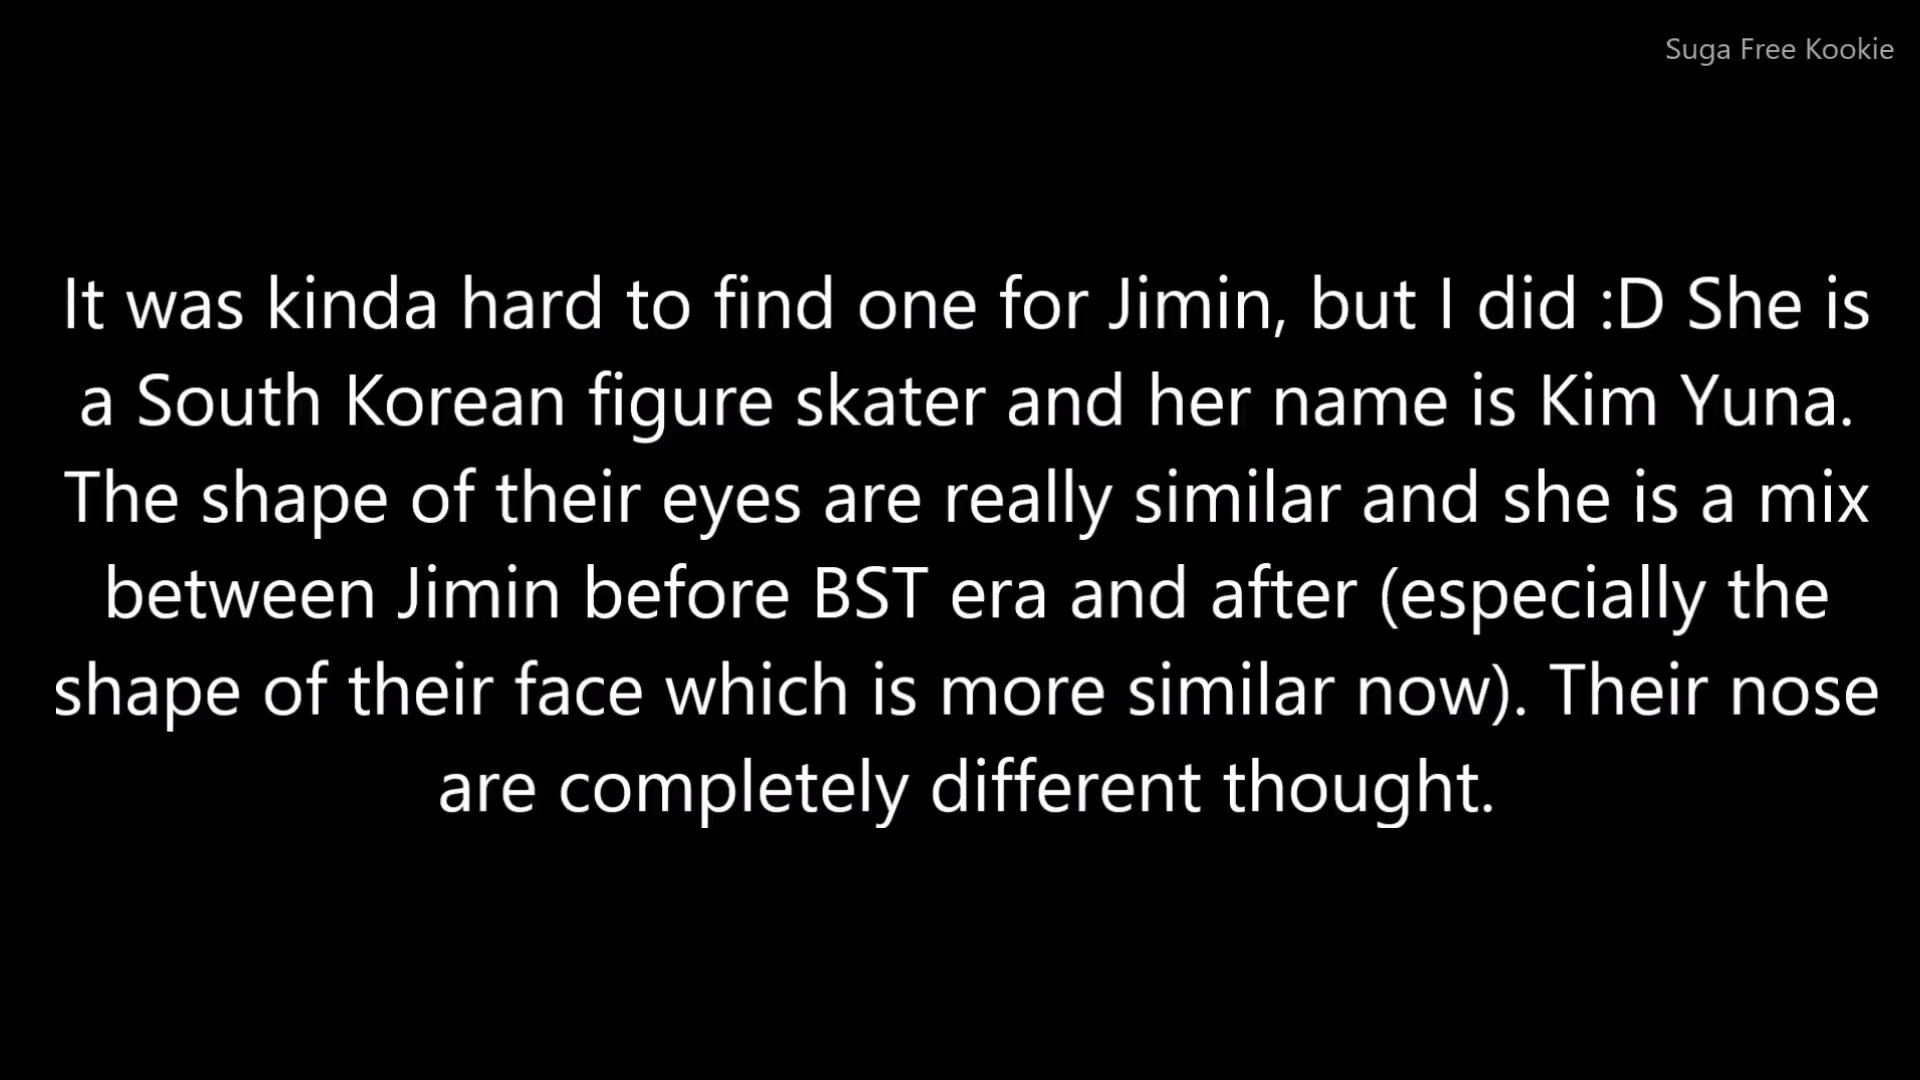 Suga Free Kookie
It was kinda hard to find one for Jimin, but I did :D She is
a South Korean figure skater and her name is Kim Yuna.
The shape of their eyes are really similar and she is a mix
between Jimin before BST era and after (especially the
shape of their face which is more similar now). Their nose
are completely different thought.